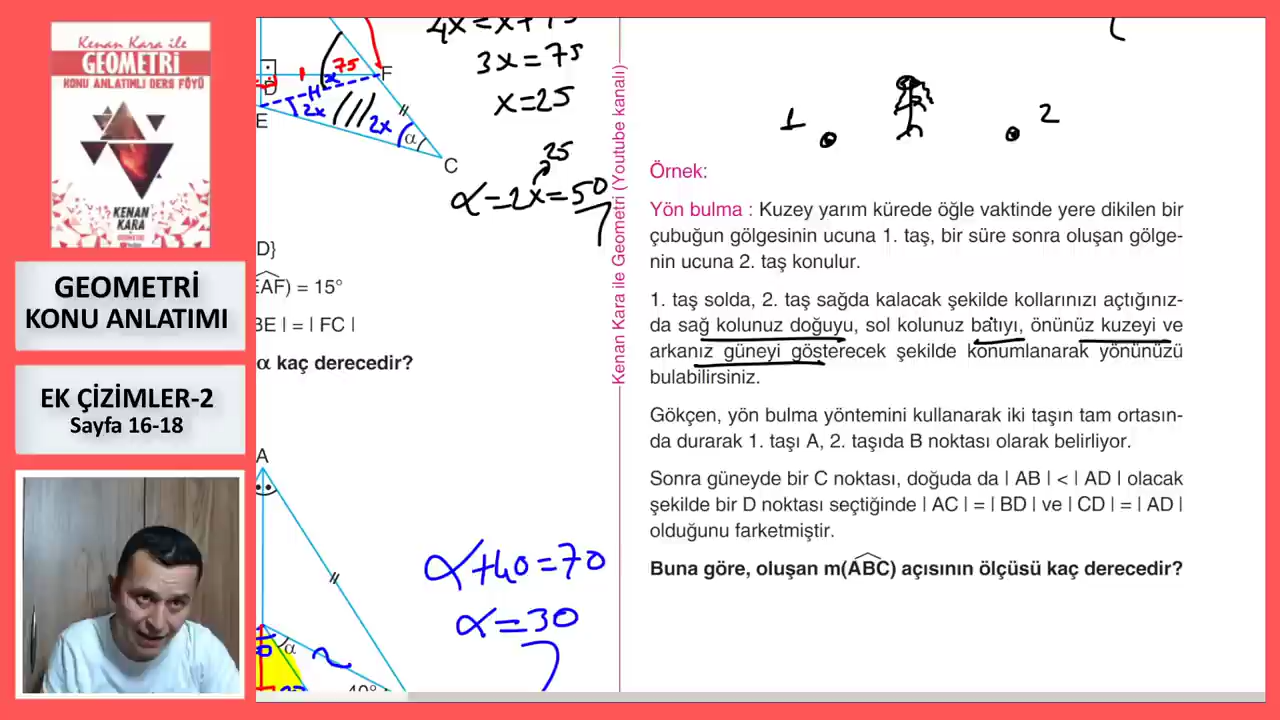 Kenan Kara ile
GEOMETRİ
KONU ANLATIMLI DERS FÖYÜ
KENAN
KARA
GEOMETRİ
KONU ANLATIMI
EK ÇİZİMLER-2
Sayfa 16-18
4x=x+75
3x=75
x=25
25
α=2x=50
75
D
F
H
x
2x
2x
α
E
C
D}
EAF) = 15°
BE | = | FC |
α kaç derecedir?
A
α+40=70
α=30
α
40°
Kenan Kara ile Geometri (Youtube kanalı)
1
2
Örnek:
Yön bulma : Kuzey yarım kürede öğle vaktinde yere dikilen bir
çubuğun gölgesinin ucuna 1. taş, bir süre sonra oluşan gölge-
nin ucuna 2. taş konulur.
1. taş solda, 2. taş sağda kalacak şekilde kollarınızı açtığınız-
da sağ kolunuz doğuyu, sol kolunuz batıyı, önünüz kuzeyi ve
arkanız güneyi gösterecek şekilde konumlanarak yönünüzü
bulabilirsiniz.
Gökçen, yön bulma yöntemini kullanarak iki taşın tam ortasın-
da durarak 1. taşı A, 2. taşıda B noktası olarak belirliyor.
Sonra güneyde bir C noktası, doğuda da | AB | < | AD | olacak
şekilde bir D noktası seçtiğinde | AC | = | BD | ve | CD | = | AD |
olduğunu farketmiştir.
Buna göre, oluşan m(ABC) açısının ölçüsü kaç derecedir?